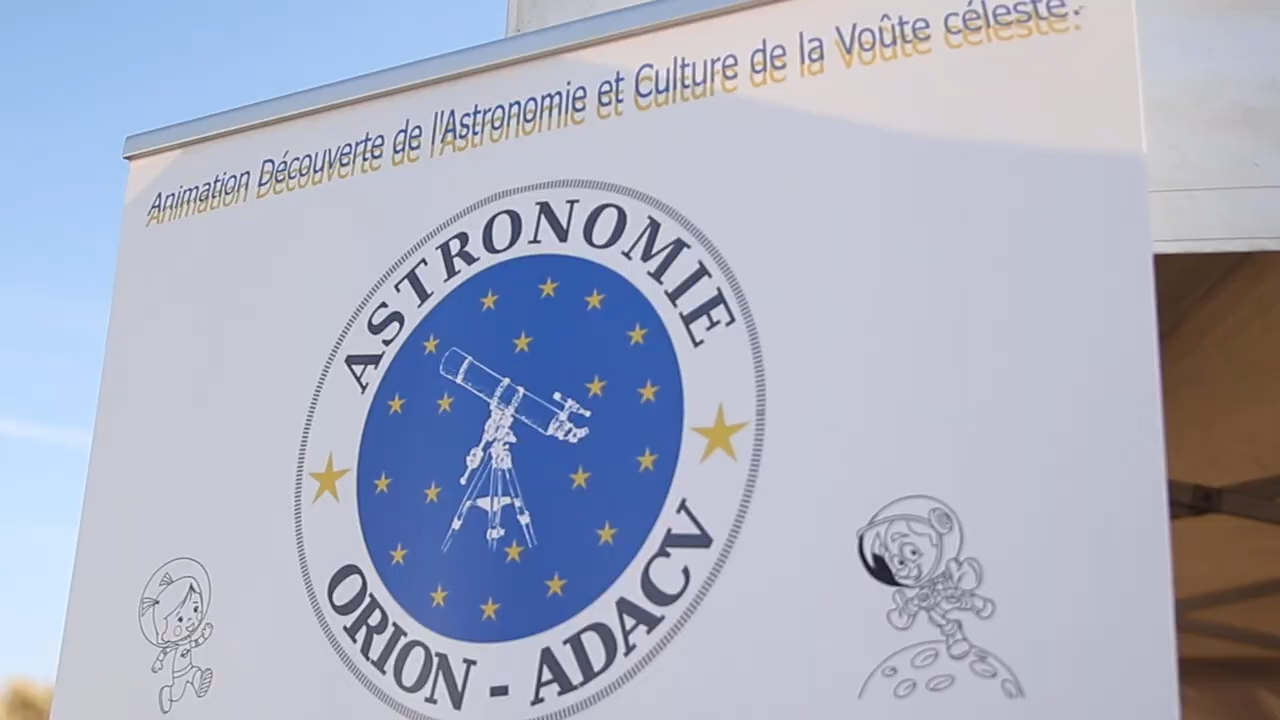 Animation Découverte de l'Astronomie et Culture de la Voûte céleste.
ASTRONOMIE
ORION - ADACV